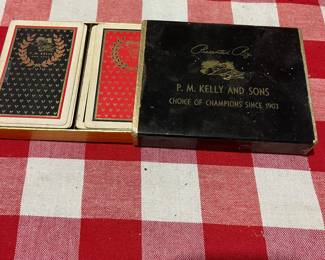 P. M. KELLY AND SONS
CHOICE OF CHAMPIONS SINCE 1903